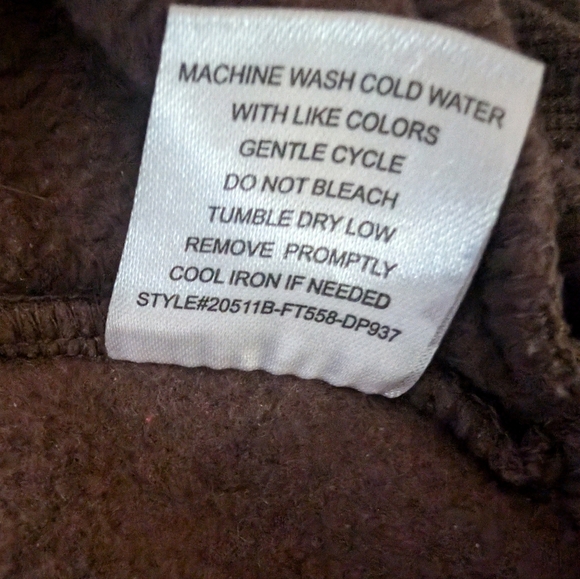 MACHINE WASH COLD WATER
WITH LIKE COLORS
GENTLE CYCLE
DO NOT BLEACH
TUMBLE DRY LOW
REMOVE PROMPTLY
COOL IRON IF NEEDED
STYLE#20511B-FT558-DP937